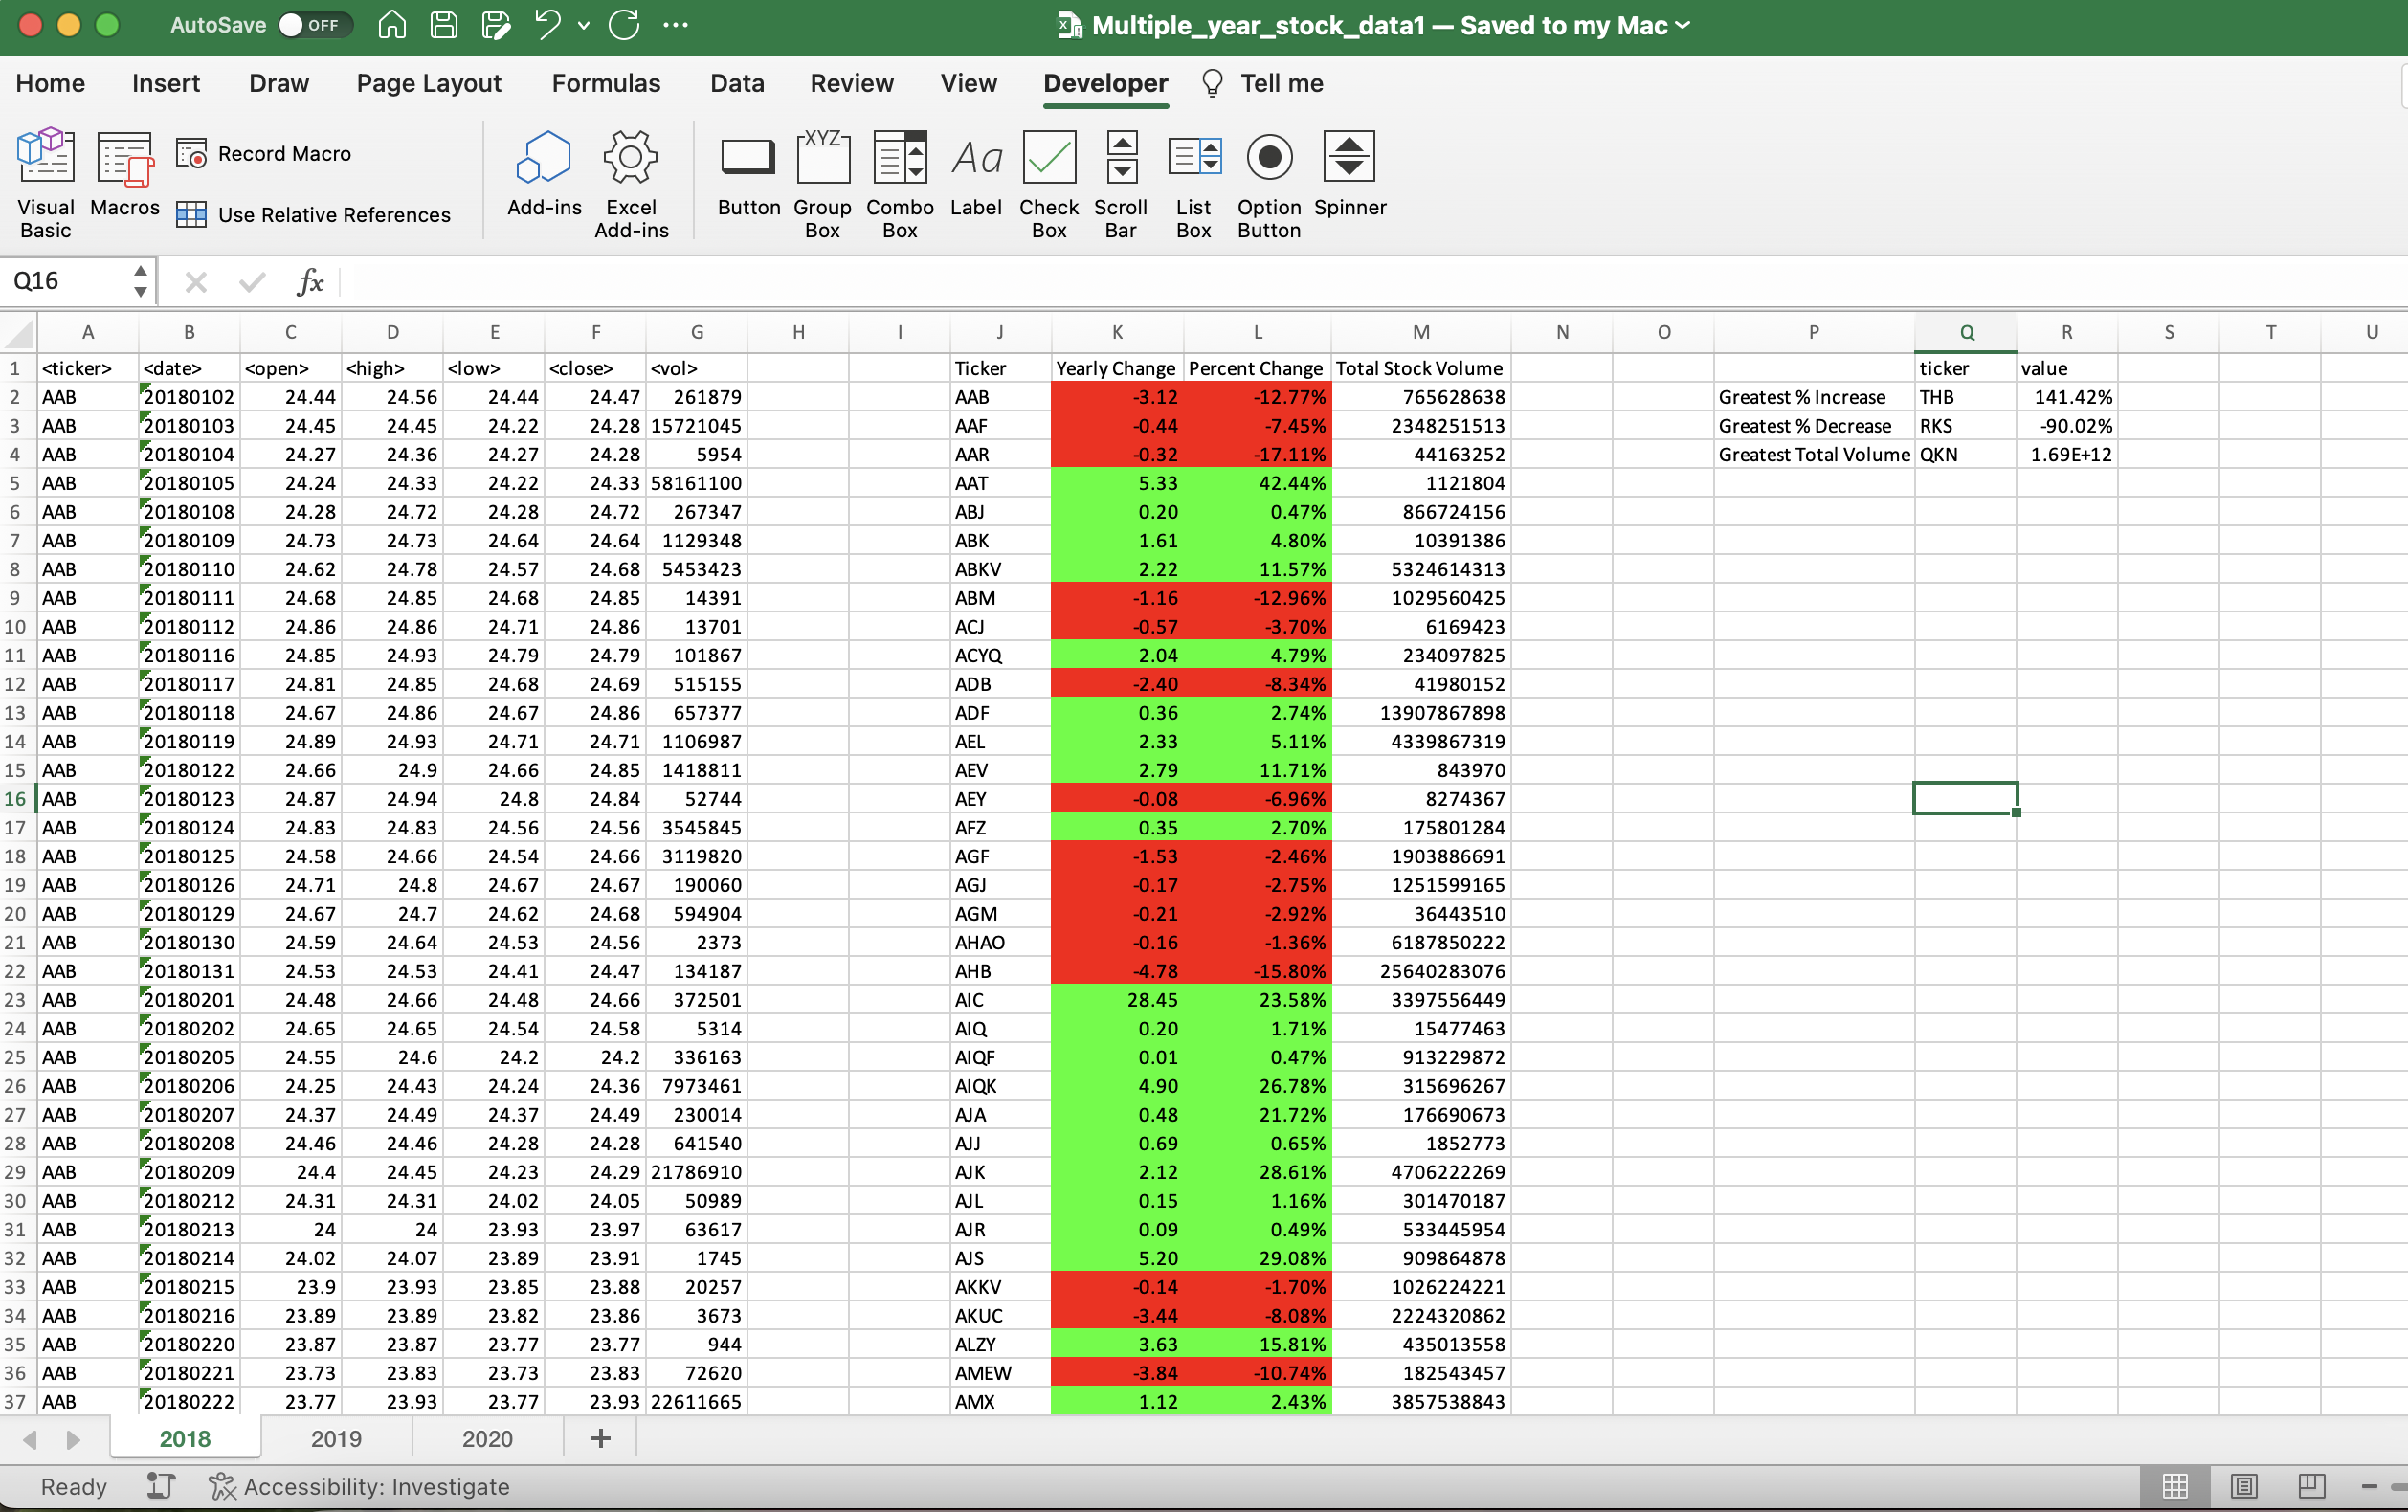 AutoSave OFF Multiple_year_stock_data1 — Saved to my Mac
Home Insert Draw Page Layout Formulas Data Review View Developer Tell me
Visual Basic
Macros
Record Macro
Use Relative References
Add-ins
Excel Add-ins
Button
XYZ
Group Box
Combo Box
Aa
Label
Check Box
Scroll Bar
List Box
Option Button
Spinner
Q16 fx
A B C D E F G H I J K L M N O P Q R S T U
1 <ticker> <date> <open> <high> <low> <close> <vol> Ticker Yearly Change Percent Change Total Stock Volume ticker value
2 AAB 20180102 24.44 24.56 24.44 24.47 261879 AAB -3.12 -12.77% 765628638 Greatest % Increase THB 141.42%
3 AAB 20180103 24.45 24.45 24.22 24.28 15721045 AAF -0.44 -7.45% 2348251513 Greatest % Decrease RKS -90.02%
4 AAB 20180104 24.27 24.36 24.27 24.28 5954 AAR -0.32 -17.11% 44163252 Greatest Total Volume QKN 1.69E+12
5 AAB 20180105 24.24 24.33 24.22 24.33 58161100 AAT 5.33 42.44% 1121804
6 AAB 20180108 24.28 24.72 24.28 24.72 267347 ABJ 0.20 0.47% 866724156
7 AAB 20180109 24.73 24.73 24.64 24.64 1129348 ABK 1.61 4.80% 10391386
8 AAB 20180110 24.62 24.78 24.57 24.68 5453423 ABKV 2.22 11.57% 5324614313
9 AAB 20180111 24.68 24.85 24.68 24.85 14391 ABM -1.16 -12.96% 1029560425
10 AAB 20180112 24.86 24.86 24.71 24.86 13701 ACJ -0.57 -3.70% 6169423
11 AAB 20180116 24.85 24.93 24.79 24.79 101867 ACYQ 2.04 4.79% 234097825
12 AAB 20180117 24.81 24.85 24.68 24.69 515155 ADB -2.40 -8.34% 41980152
13 AAB 20180118 24.67 24.86 24.67 24.86 657377 ADF 0.36 2.74% 13907867898
14 AAB 20180119 24.89 24.93 24.71 24.71 1106987 AEL 2.33 5.11% 4339867319
15 AAB 20180122 24.66 24.9 24.66 24.85 1418811 AEV 2.79 11.71% 843970
16 AAB 20180123 24.87 24.94 24.8 24.84 52744 AEY -0.08 -6.96% 8274367
17 AAB 20180124 24.83 24.83 24.56 24.56 3545845 AFZ 0.35 2.70% 175801284
18 AAB 20180125 24.58 24.66 24.54 24.66 3119820 AGF -1.53 -2.46% 1903886691
19 AAB 20180126 24.71 24.8 24.67 24.67 190060 AGJ -0.17 -2.75% 1251599165
20 AAB 20180129 24.67 24.7 24.62 24.68 594904 AGM -0.21 -2.92% 36443510
21 AAB 20180130 24.59 24.64 24.53 24.56 2373 AHAO -0.16 -1.36% 6187850222
22 AAB 20180131 24.53 24.53 24.41 24.47 134187 AHB -4.78 -15.80% 25640283076
23 AAB 20180201 24.48 24.66 24.48 24.66 372501 AIC 28.45 23.58% 3397556449
24 AAB 20180202 24.65 24.65 24.54 24.58 5314 AIQ 0.20 1.71% 15477463
25 AAB 20180205 24.55 24.6 24.2 24.2 336163 AIQF 0.01 0.47% 913229872
26 AAB 20180206 24.25 24.43 24.24 24.36 7973461 AIQK 4.90 26.78% 315696267
27 AAB 20180207 24.37 24.49 24.37 24.49 230014 AJA 0.48 21.72% 176690673
28 AAB 20180208 24.46 24.46 24.28 24.28 641540 AJJ 0.69 0.65% 1852773
29 AAB 20180209 24.4 24.45 24.23 24.29 21786910 AJK 2.12 28.61% 4706222269
30 AAB 20180212 24.31 24.31 24.02 24.05 50989 AJL 0.15 1.16% 301470187
31 AAB 20180213 24 24 23.93 23.97 63617 AJR 0.09 0.49% 533445954
32 AAB 20180214 24.02 24.07 23.89 23.91 1745 AJS 5.20 29.08% 909864878
33 AAB 20180215 23.9 23.93 23.85 23.88 20257 AKKV -0.14 -1.70% 1026224221
34 AAB 20180216 23.89 23.89 23.82 23.86 3673 AKUC -3.44 -8.08% 2224320862
35 AAB 20180220 23.87 23.87 23.77 23.77 944 ALZY 3.63 15.81% 435013558
36 AAB 20180221 23.73 23.83 23.73 23.83 72620 AMEW -3.84 -10.74% 182543457
37 AAB 20180222 23.77 23.93 23.77 23.93 22611665 AMX 1.12 2.43% 3857538843
2018 2019 2020 +
Ready Accessibility: Investigate